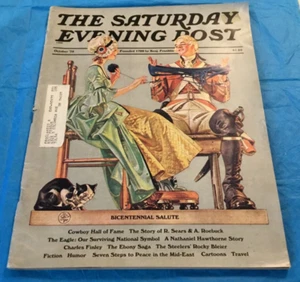 THE SATURDAY
EVENING POST
October '76
Founded 1728 by Benj. Franklin
BICENTENNIAL SALUTE
Cowboy Hall of Fame The Story of R. Sears & A. Roebuck
The Eagle: Our Surviving National Symbol A Nathaniel Hawthorne Story
Charles Finley The Ebony Saga The Steelers' Rocky Bleier
Fiction Humor Seven Steps to Peace in the Mid-East Cartoons Travel